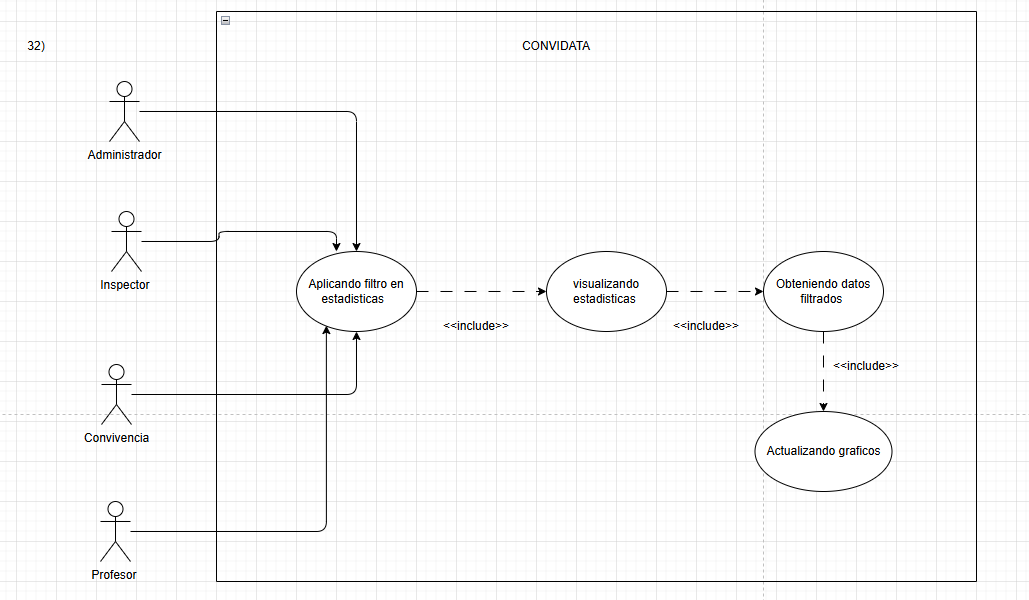 32)
CONVIDATA
Administrador
Inspector
Aplicando filtro en
estadisticas
<<include>>
visualizando
estadisticas
<<include>>
Obteniendo datos
filtrados
<<include>>
Actualizando graficos
Convivencia
Profesor